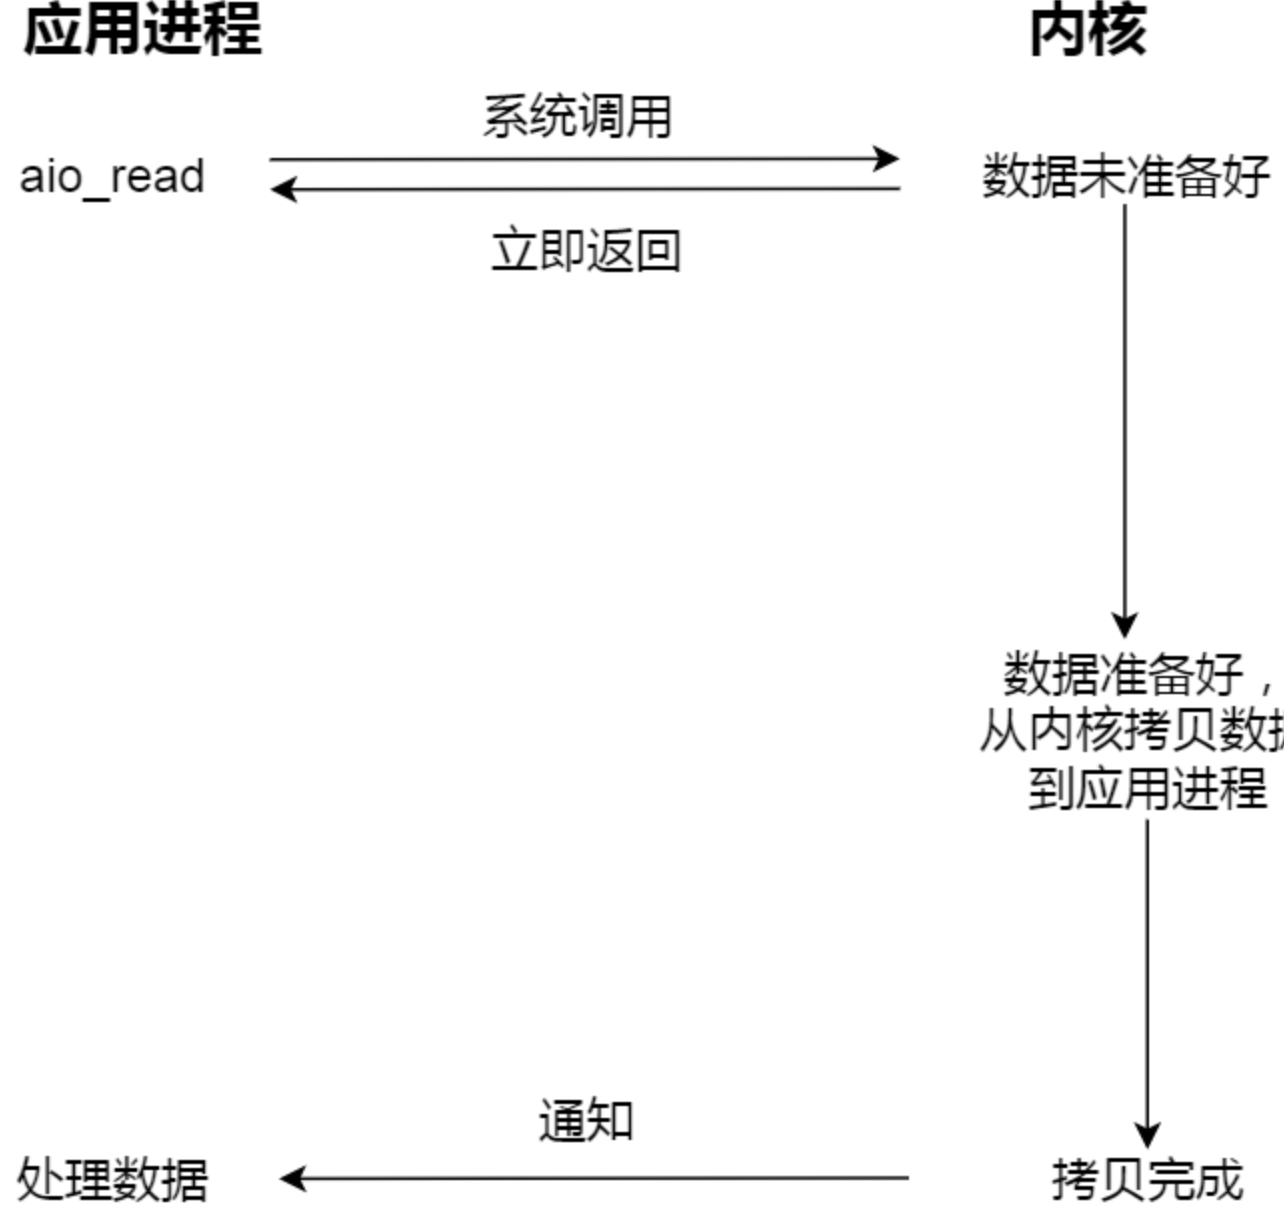 应用进程
内核
系统调用
aio_read
数据未准备好
立即返回
数据准备好，
从内核拷贝数据
到应用进程
通知
处理数据
拷贝完成